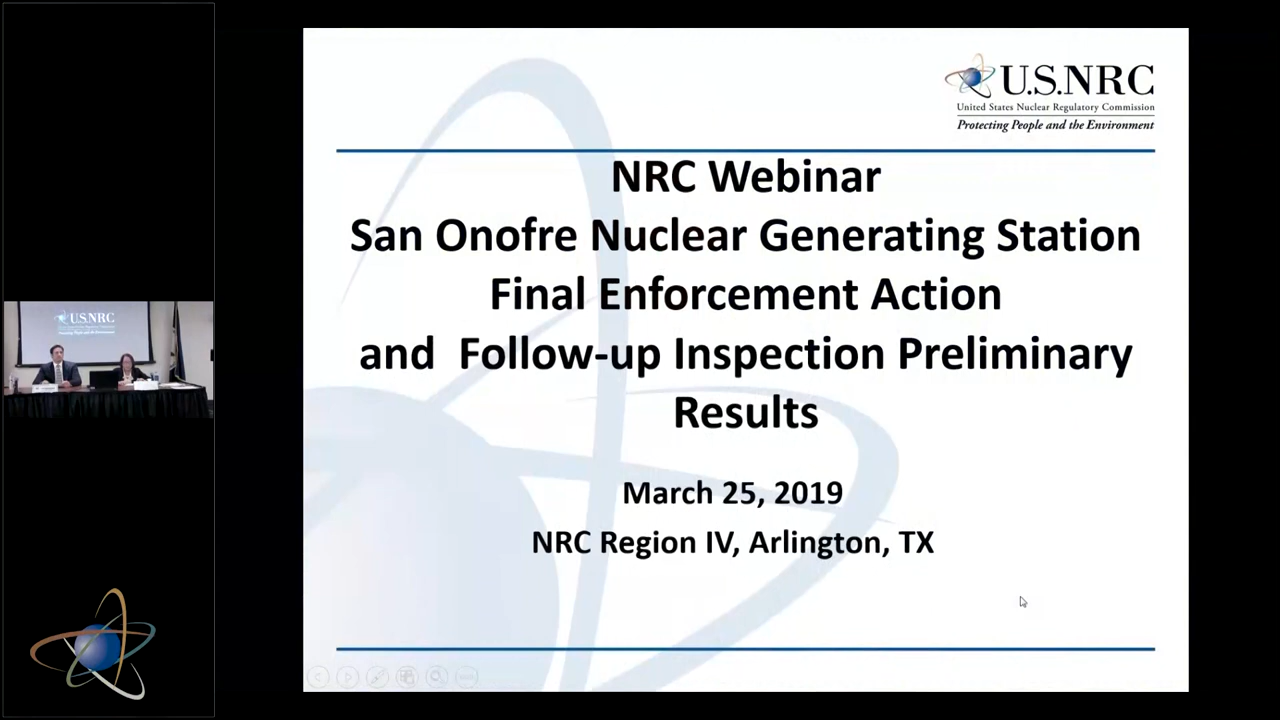 U.S.NRC
United States Nuclear Regulatory Commission
Protecting People and the Environment
NRC Webinar
San Onofre Nuclear Generating Station
Final Enforcement Action
and Follow-up Inspection Preliminary
Results
March 25, 2019
NRC Region IV, Arlington, TX
U.S.NRC